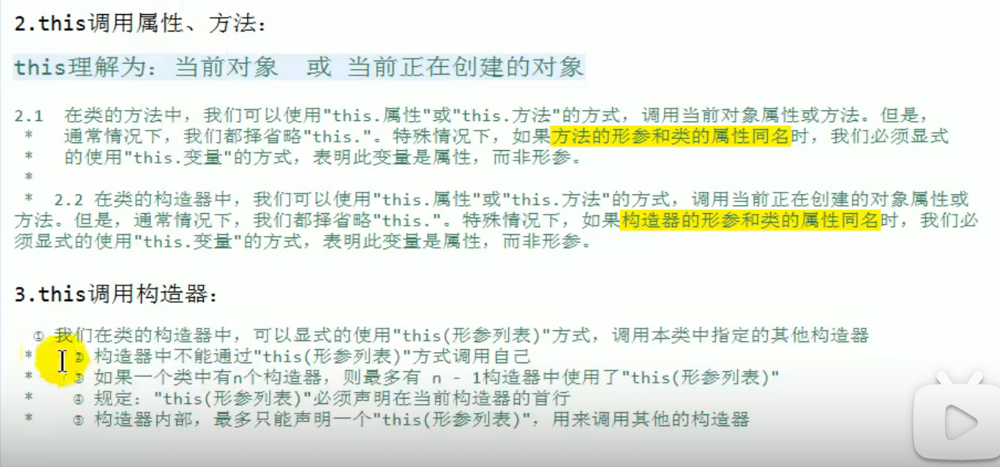 2.this调用属性、方法：
this理解为：当前对象 或 当前正在创建的对象
2.1 在类的方法中，我们可以使用"this.属性"或"this.方法"的方式，调用当前对象属性或方法。但是，
* 通常情况下，我们都择省略"this."。特殊情况下，如果方法的形参和类的属性同名时，我们必须显式
* 的使用"this.变量"的方式，表明此变量是属性，而非形参。
*
* 2.2 在类的构造器中，我们可以使用"this.属性"或"this.方法"的方式，调用当前正在创建的对象属性或
方法。但是，通常情况下，我们都择省略"this."。特殊情况下，如果构造器的形参和类的属性同名时，我们必
须显式的使用"this.变量"的方式，表明此变量是属性，而非形参。
3.this调用构造器：
① 我们在类的构造器中，可以显式的使用"this(形参列表)"方式，调用本类中指定的其他构造器
* ② 构造器中不能通过"this(形参列表)"方式调用自己
* ③ 如果一个类中有n个构造器，则最多有 n - 1构造器中使用了"this(形参列表)"
* ④ 规定："this(形参列表)"必须声明在当前构造器的首行
* ⑤ 构造器内部，最多只能声明一个"this(形参列表)"，用来调用其他的构造器